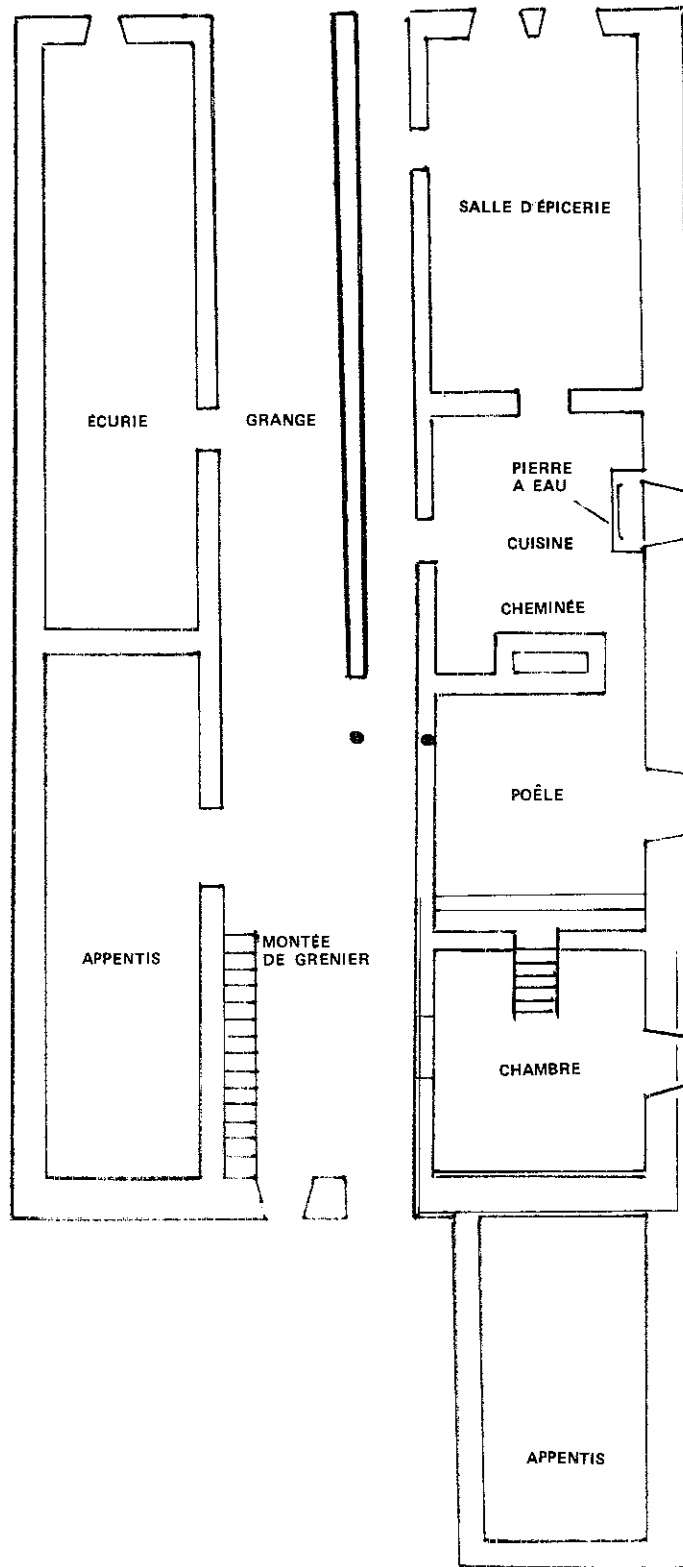 SALLE D'ÉPICERIE
ÉCURIE
GRANGE
PIERRE
A EAU
CUISINE
CHEMINÉE
POÊLE
APPENTIS
MONTÉE
DE GRENIER
CHAMBRE
APPENTIS